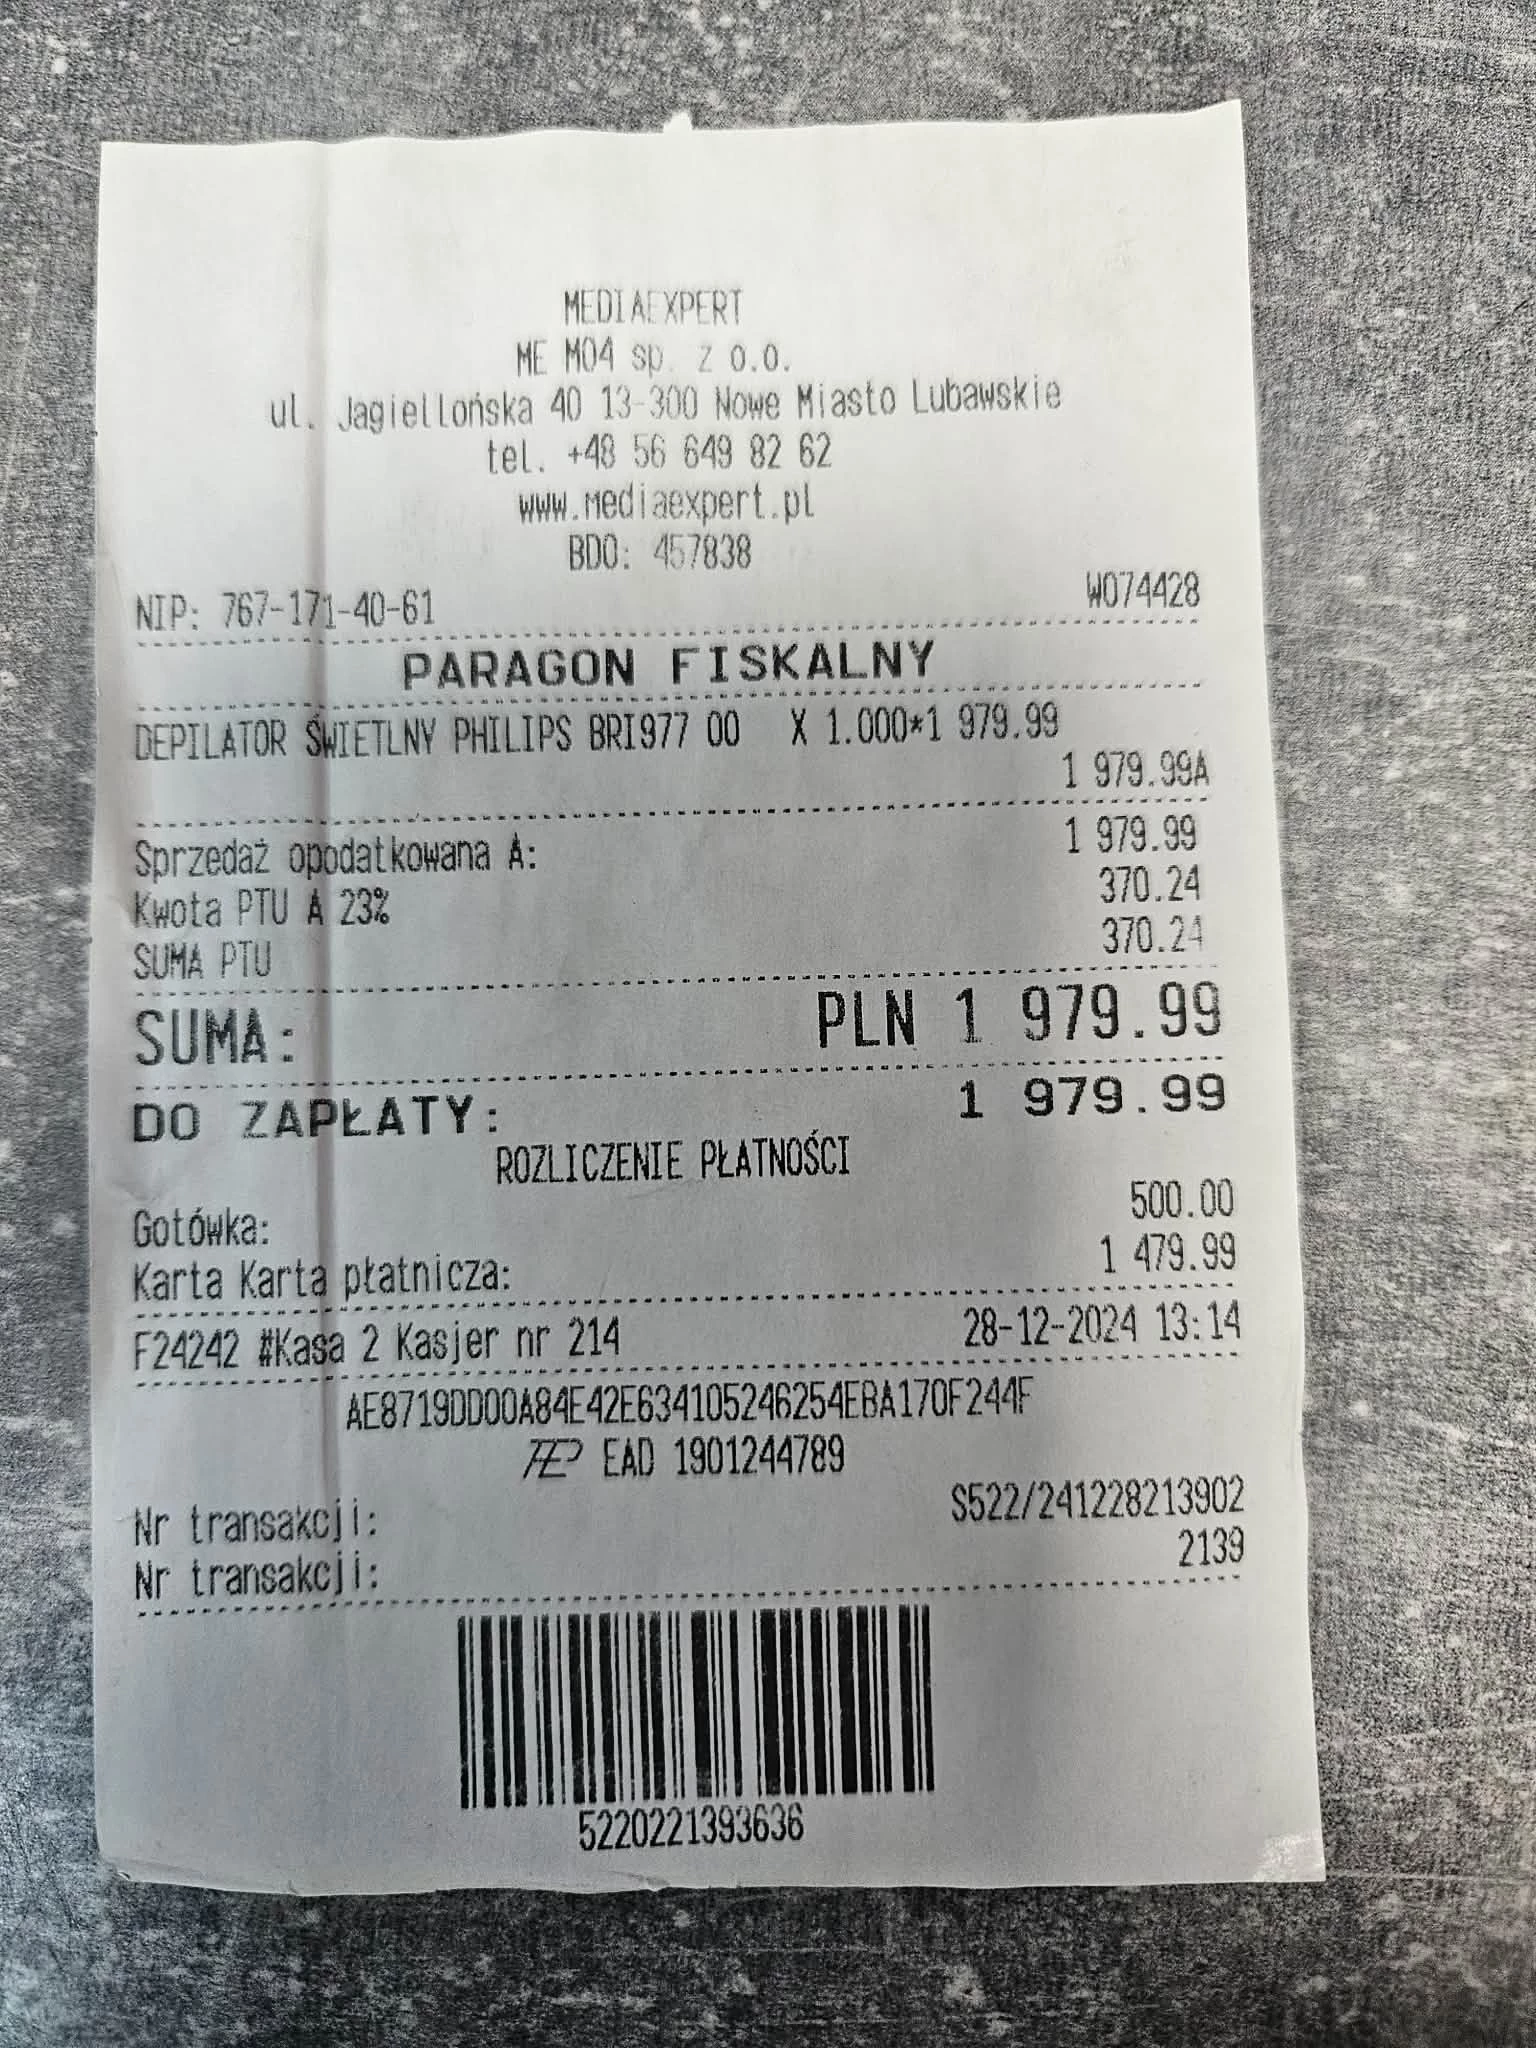 MEDIAEXPERT
ME M04 sp. z o.o.
ul. Jagiellońska 40 13-300 Nowe Miasto Lubawskie
tel. +48 56 649 82 62
www.mediaexpert.pl
BDO: 457838
NIP: 767-171-40-61 W074428
PARAGON FISKALNY
DEPILATOR ŚWIETLNY PHILIPS BRI977 00 X 1.000*1 979.99
1 979.99A
Sprzedaż opodatkowana A: 1 979.99
Kwota PTU A 23% 370.24
SUMA PTU 370.24
SUMA: PLN 1 979.99
DO ZAPŁATY: 1 979.99
ROZLICZENIE PŁATNOŚCI
Gotówka: 500.00
Karta Karta płatnicza: 1 479.99
F24242 #Kasa 2 Kasjer nr 214 28-12-2024 13:14
AE8719DD00A84E42E634105246254EBA170F244F
EAD 1901244789
Nr transakcji: S522/241228213902
Nr transakcji: 2139
5220221393636